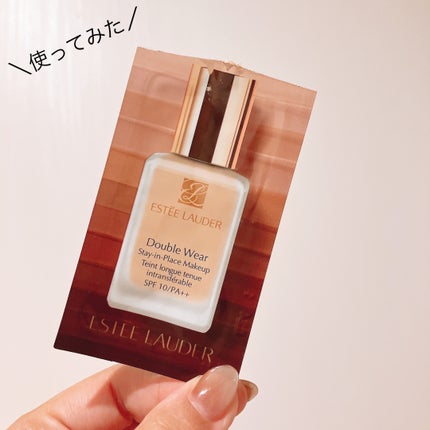 \使ってみた/
ESTĒE LAUDER
Double Wear
Stay-in-Place Makeup
Teint longue tenue
intransférable
SPF 10/PA++
ESTĒE LAUDER